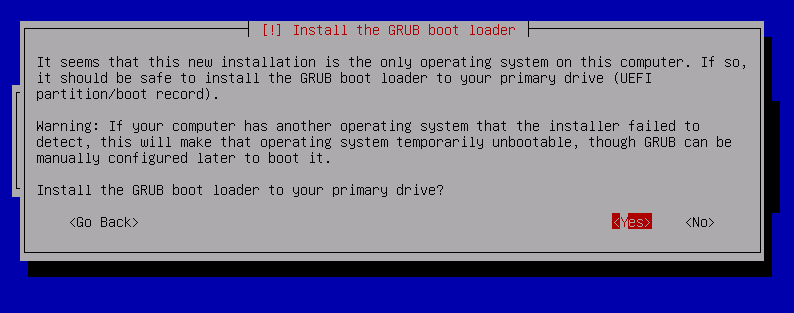 [!] Install the GRUB boot loader
It seems that this new installation is the only operating system on this computer. If so,
it should be safe to install the GRUB boot loader to your primary drive (UEFI
partition/boot record).
Warning: If your computer has another operating system that the installer failed to
detect, this will make that operating system temporarily unbootable, though GRUB can be
manually configured later to boot it.
Install the GRUB boot loader to your primary drive?
<Go Back> <Yes> <No>